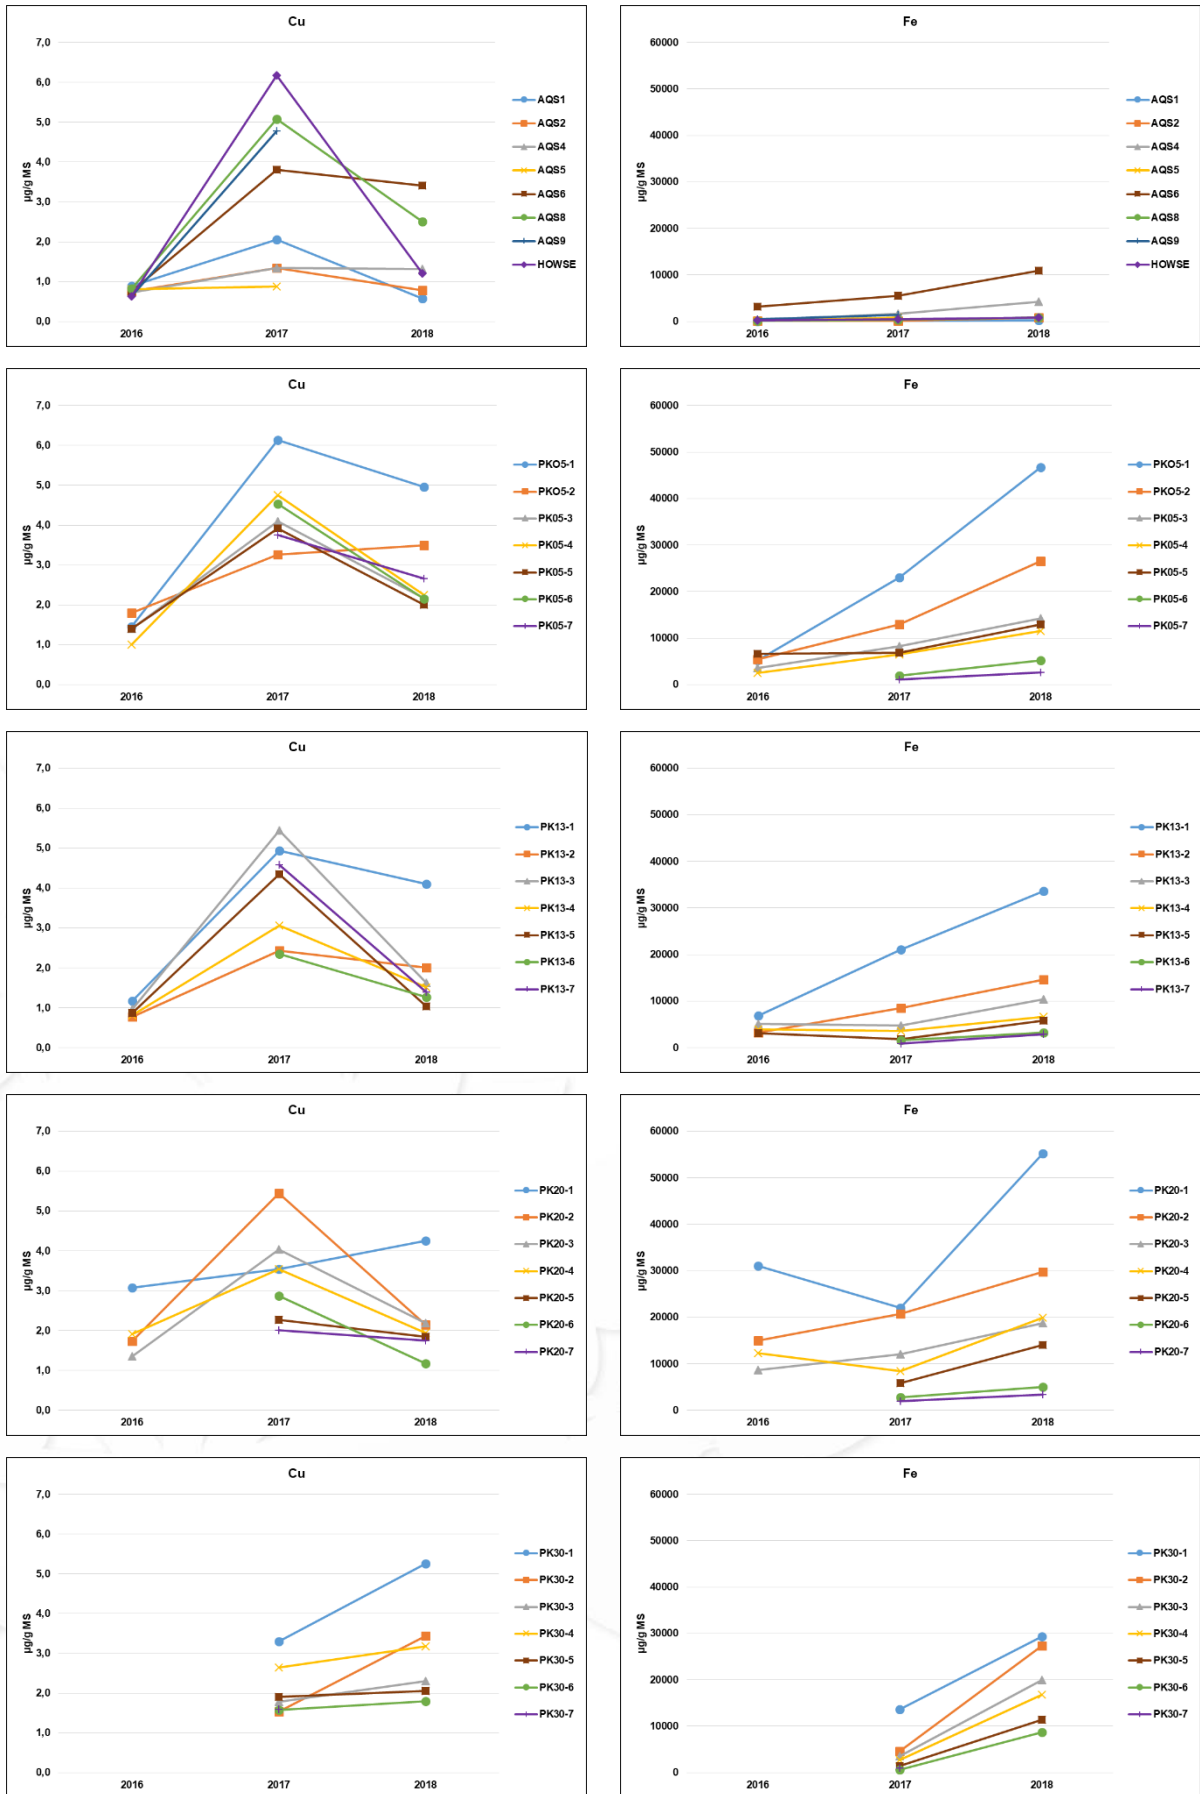 Cu
7,0
6,0
5,0
4,0
3,0
2,0
1,0
0,0
µg/g MS
2016 2017 2018
AQS1
AQS2
AQS4
AQS5
AQS6
AQS8
AQS9
HOWSE
Fe
60000
50000
40000
30000
20000
10000
0
µg/g MS
2016 2017 2018
AQS1
AQS2
AQS4
AQS5
AQS6
AQS8
AQS9
HOWSE
Cu
7,0
6,0
5,0
4,0
3,0
2,0
1,0
0,0
µg/g MS
2016 2017 2018
PKO5-1
PKO5-2
PK05-3
PK05-4
PK05-5
PK05-6
PK05-7
Fe
60000
50000
40000
30000
20000
10000
0
µg/g MS
2016 2017 2018
PKO5-1
PKO5-2
PK05-3
PK05-4
PK05-5
PK05-6
PK05-7
Cu
7,0
6,0
5,0
4,0
3,0
2,0
1,0
0,0
µg/g MS
2016 2017 2018
PK13-1
PK13-2
PK13-3
PK13-4
PK13-5
PK13-6
PK13-7
Fe
60000
50000
40000
30000
20000
10000
0
µg/g MS
2016 2017 2018
PK13-1
PK13-2
PK13-3
PK13-4
PK13-5
PK13-6
PK13-7
Cu
7,0
6,0
5,0
4,0
3,0
2,0
1,0
0,0
µg/g MS
2016 2017 2018
PK20-1
PK20-2
PK20-3
PK20-4
PK20-5
PK20-6
PK20-7
Fe
60000
50000
40000
30000
20000
10000
0
µg/g MS
2016 2017 2018
PK20-1
PK20-2
PK20-3
PK20-4
PK20-5
PK20-6
PK20-7
Cu
7,0
6,0
5,0
4,0
3,0
2,0
1,0
0,0
µg/g MS
2016 2017 2018
PK30-1
PK30-2
PK30-3
PK30-4
PK30-5
PK30-6
PK30-7
Fe
60000
50000
40000
30000
20000
10000
0
µg/g MS
2016 2017 2018
PK30-1
PK30-2
PK30-3
PK30-4
PK30-5
PK30-6
PK30-7